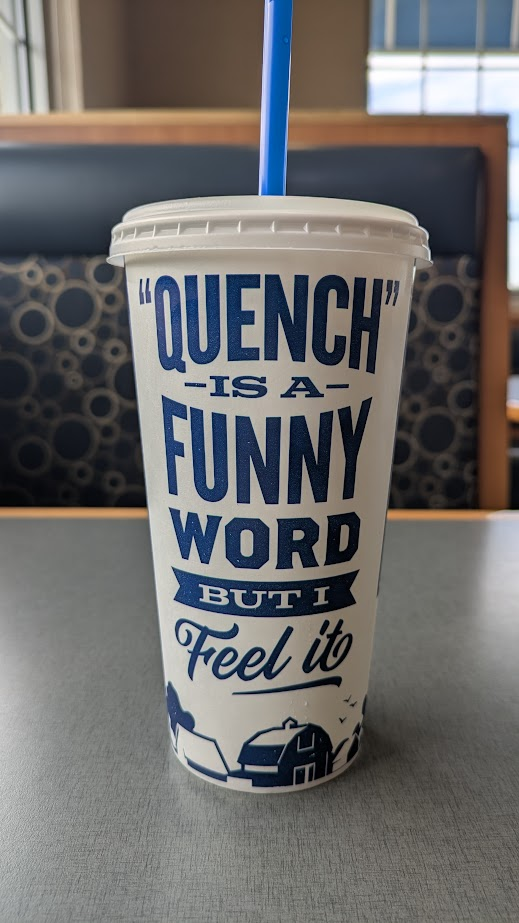 “QUENCH”
–IS A–
FUNNY
WORD
BUT I
Feel it